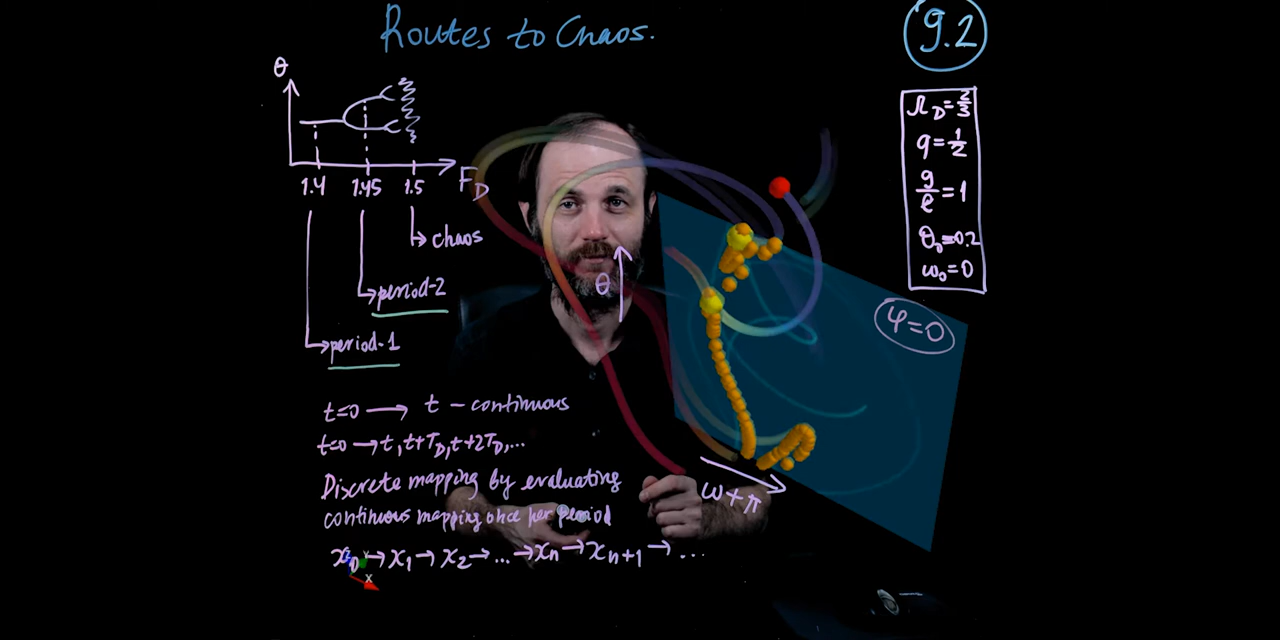 Routes to Chaos.
9.2
θ
1.4
1.45
1.5
F_D
chaos
period-2
period-1
Ω_D=2/3
q=1/2
g/ℓ=1
θ_0=0.2
ω_0=0
φ=0
θ
ω+π
t=0 → t - continuous
t=0 → t, t+T_D, t+2T_D,...
Discrete mapping by evaluating
continuous mapping once per period
x_0 → x_1 → x_2 → ... → x_n → x_{n+1} → ...
Y
X